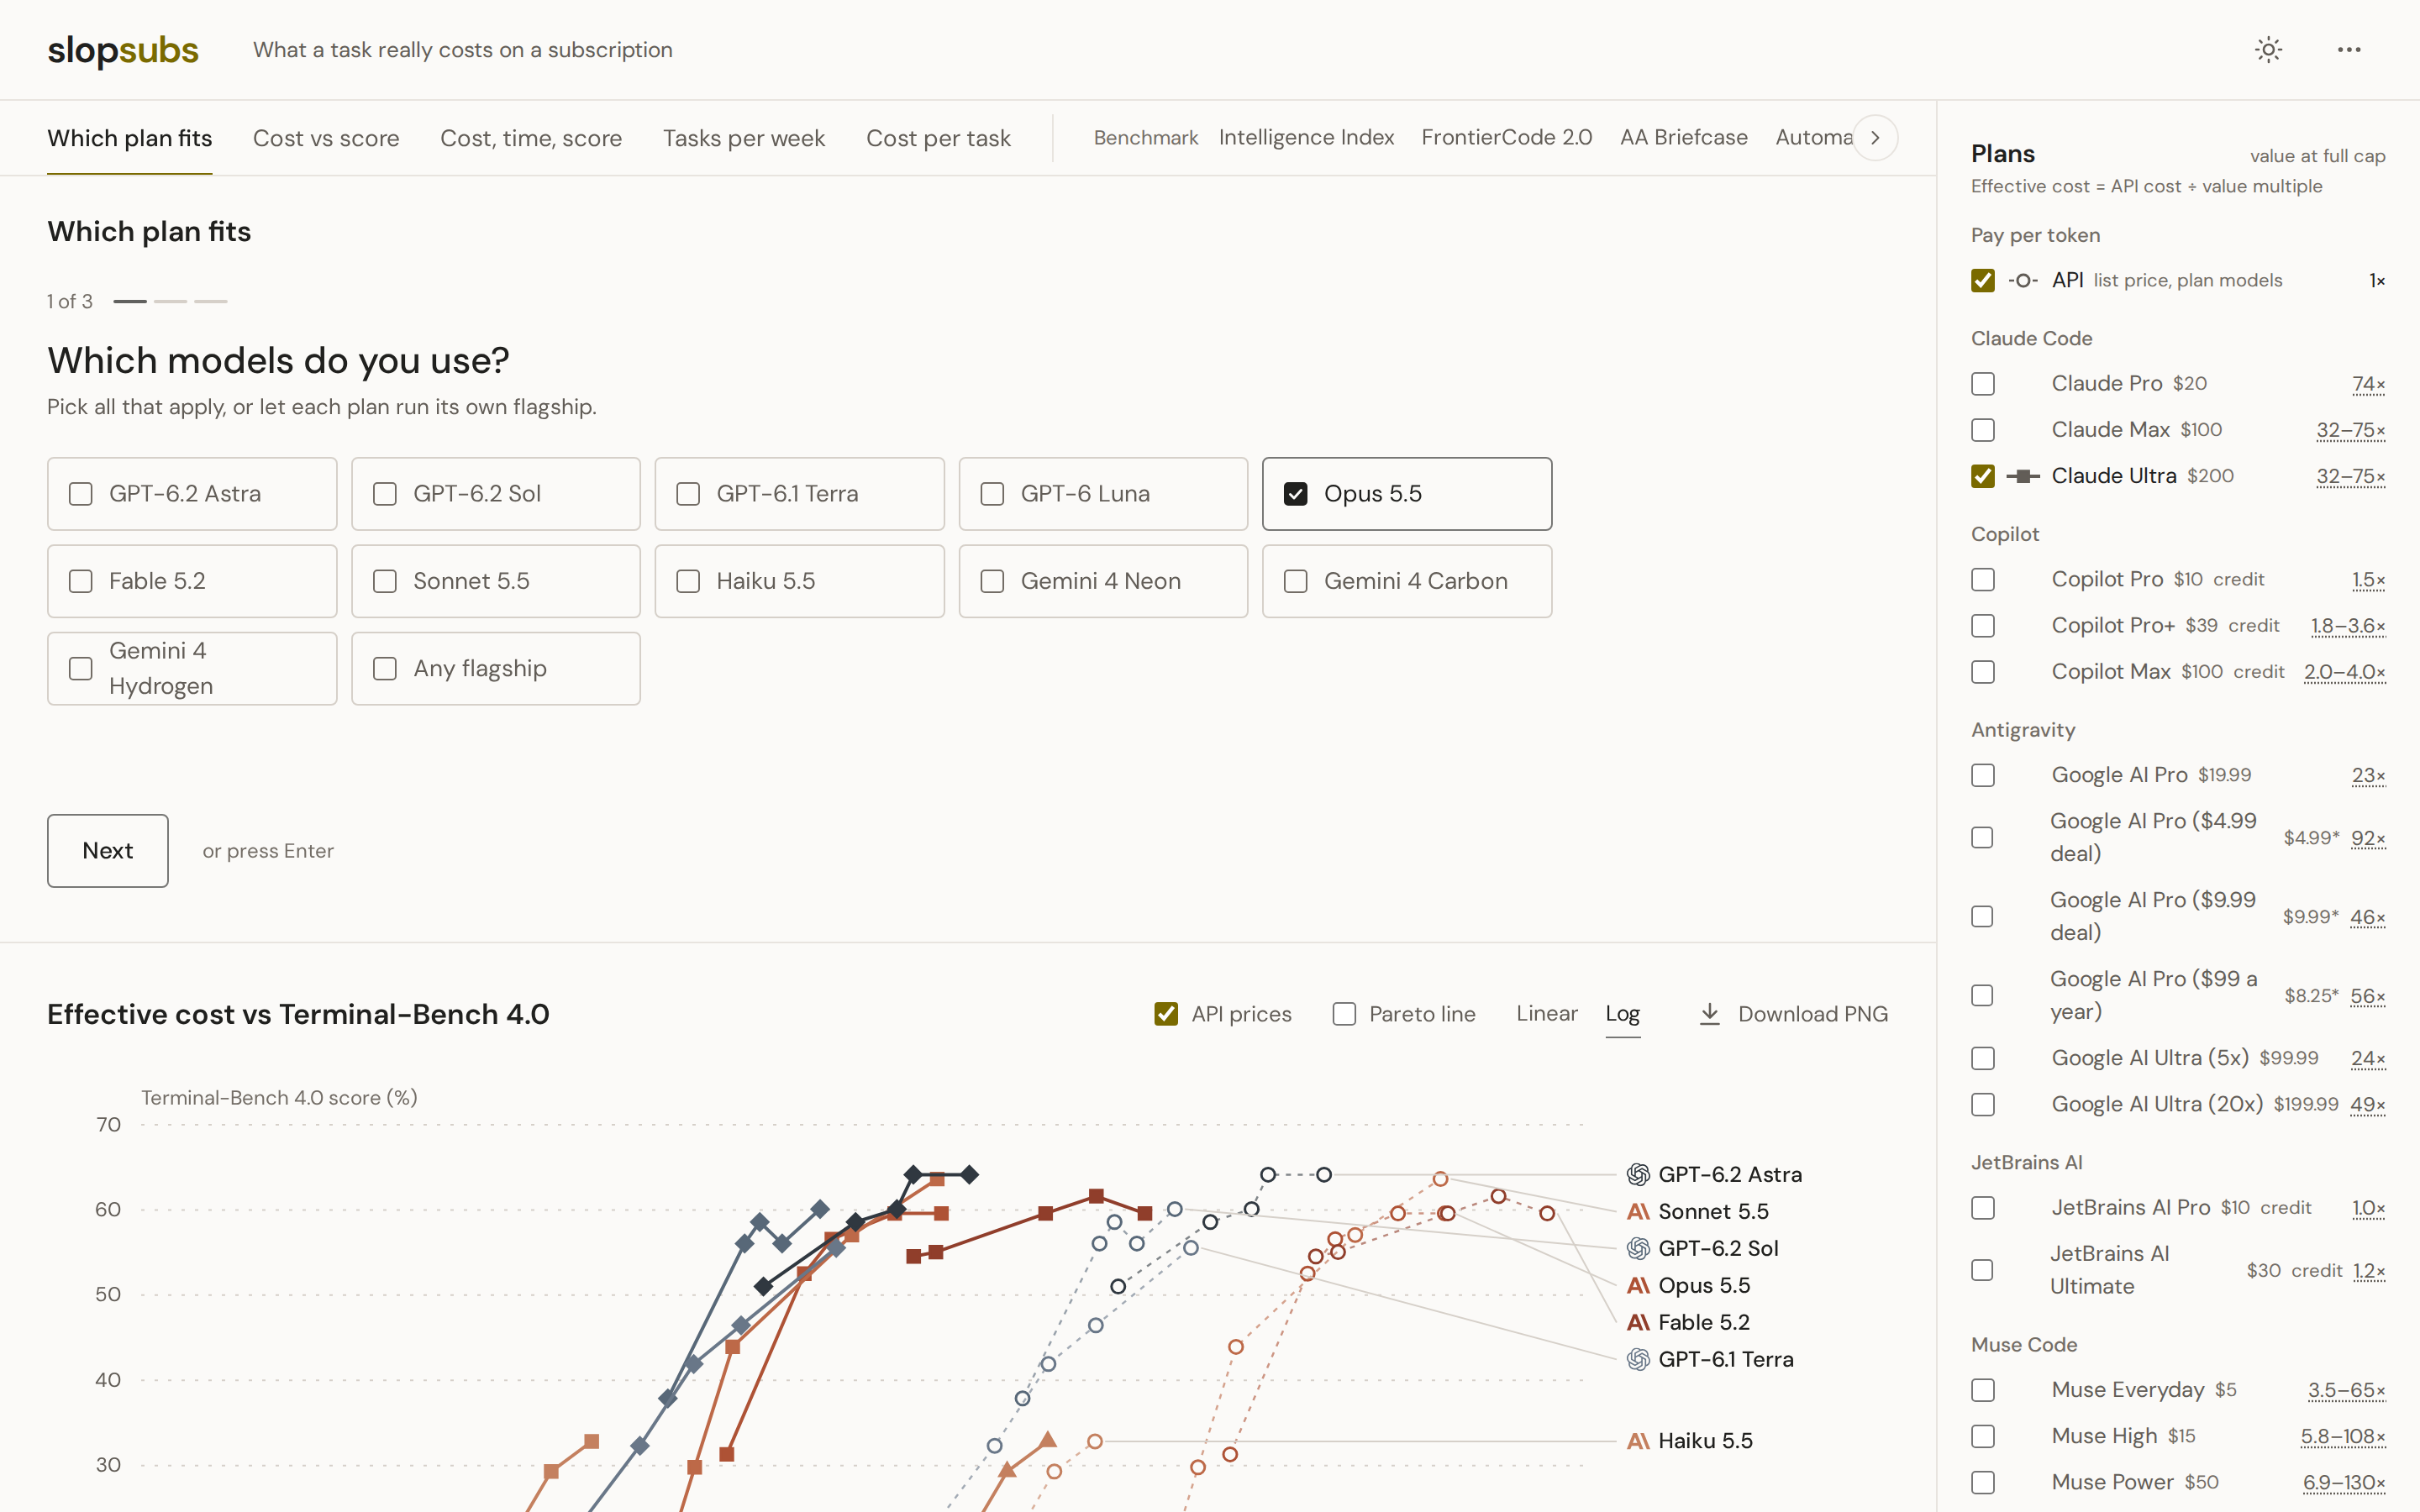 slopsubs
What a task really costs on a subscription
Which plan fits
Cost vs score
Cost, time, score
Tasks per week
Cost per task
Benchmark
Intelligence Index
FrontierCode 2.0
AA Briefcase
Automa
Which plan fits
1 of 3
Which models do you use?
Pick all that apply, or let each plan run its own flagship.
GPT-6.2 Astra
GPT-6.2 Sol
GPT-6.1 Terra
GPT-6 Luna
Opus 5.5
Fable 5.2
Sonnet 5.5
Haiku 5.5
Gemini 4 Neon
Gemini 4 Carbon
Gemini 4
Hydrogen
Any flagship
Next
or press Enter
Effective cost vs Terminal-Bench 4.0
API prices
Pareto line
Linear
Log
Download PNG
Terminal-Bench 4.0 score (%)
70
60
50
40
30
GPT-6.2 Astra
Sonnet 5.5
GPT-6.2 Sol
Opus 5.5
Fable 5.2
GPT-6.1 Terra
Haiku 5.5
Plans value at full cap
Effective cost = API cost ÷ value multiple
Pay per token
API list price, plan models 1×
Claude Code
Claude Pro $20 74×
Claude Max $100 32–75×
Claude Ultra $200 32–75×
Copilot
Copilot Pro $10 credit 1.5×
Copilot Pro+ $39 credit 1.8–3.6×
Copilot Max $100 credit 2.0–4.0×
Antigravity
Google AI Pro $19.99 23×
Google AI Pro ($4.99
deal) $4.99* 92×
Google AI Pro ($9.99
deal) $9.99* 46×
Google AI Pro ($99 a
year) $8.25* 56×
Google AI Ultra (5x) $99.99 24×
Google AI Ultra (20x) $199.99 49×
JetBrains AI
JetBrains AI Pro $10 credit 1.0×
JetBrains AI
Ultimate $30 credit 1.2×
Muse Code
Muse Everyday $5 3.5–65×
Muse High $15 5.8–108×
Muse Power $50 6.9–130×